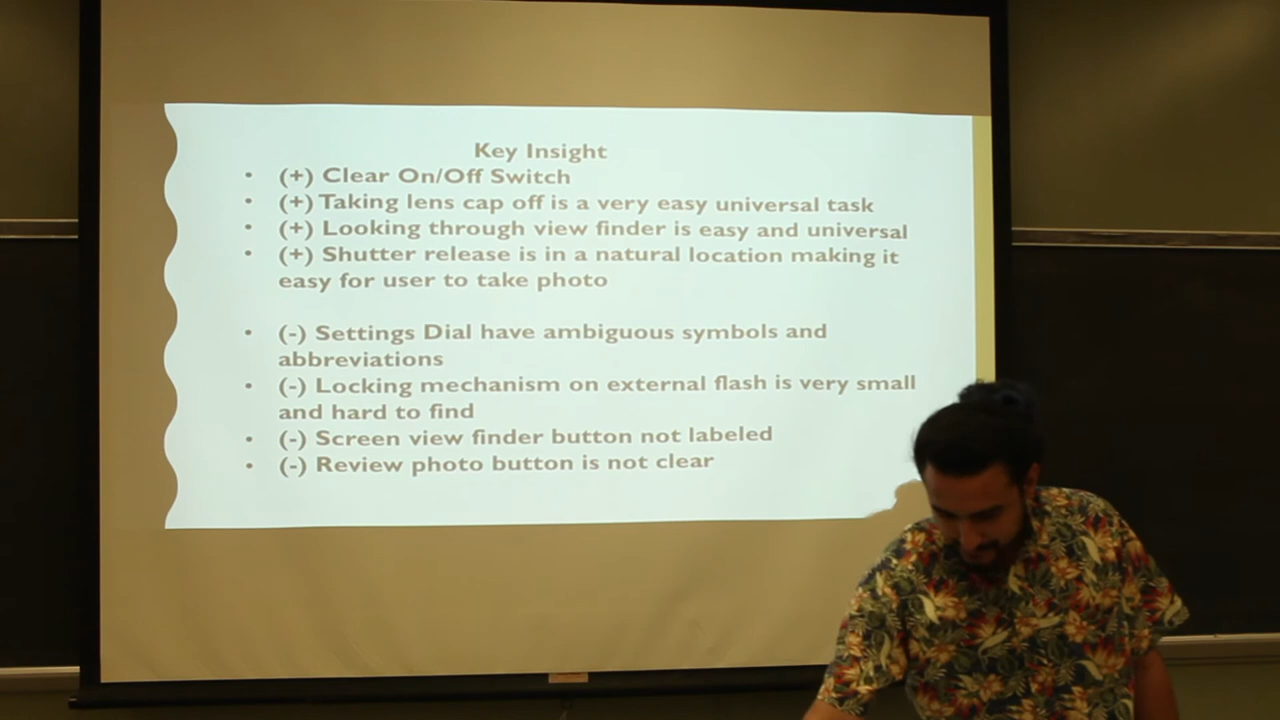 Key Insight
• (+) Clear On/Off Switch
• (+) Taking lens cap off is a very easy universal task
• (+) Looking through view finder is easy and universal
• (+) Shutter release is in a natural location making it
easy for user to take photo
• (-) Settings Dial have ambiguous symbols and
abbreviations
• (-) Locking mechanism on external flash is very small
and hard to find
• (-) Screen view finder button not labeled
• (-) Review photo button is not clear